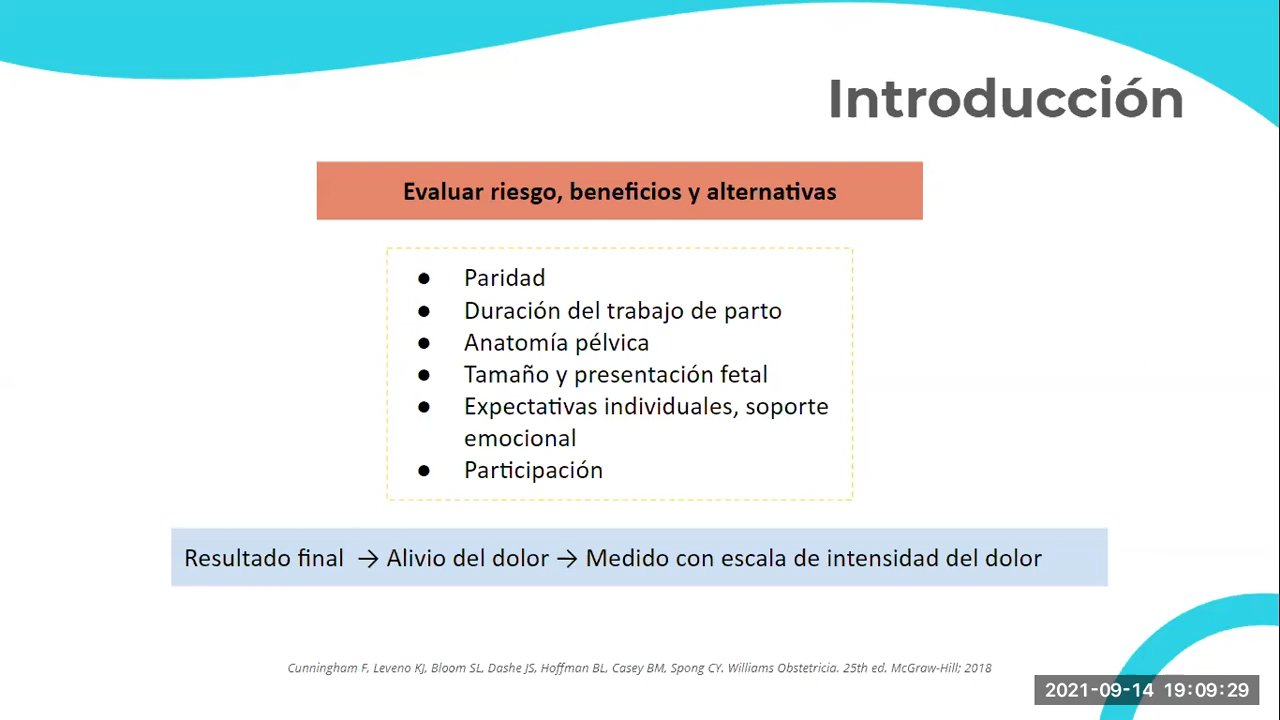 Introducción
Evaluar riesgo, beneficios y alternativas
● Paridad
● Duración del trabajo de parto
● Anatomía pélvica
● Tamaño y presentación fetal
● Expectativas individuales, soporte
emocional
● Participación
Resultado final → Alivio del dolor → Medido con escala de intensidad del dolor
Cunningham F, Leveno KJ, Bloom SL, Dashe JS, Hoffman BL, Casey BM, Spong CY. Williams Obstetricia. 25th ed. McGraw-Hill; 2018
2021-09-14 19:09:29